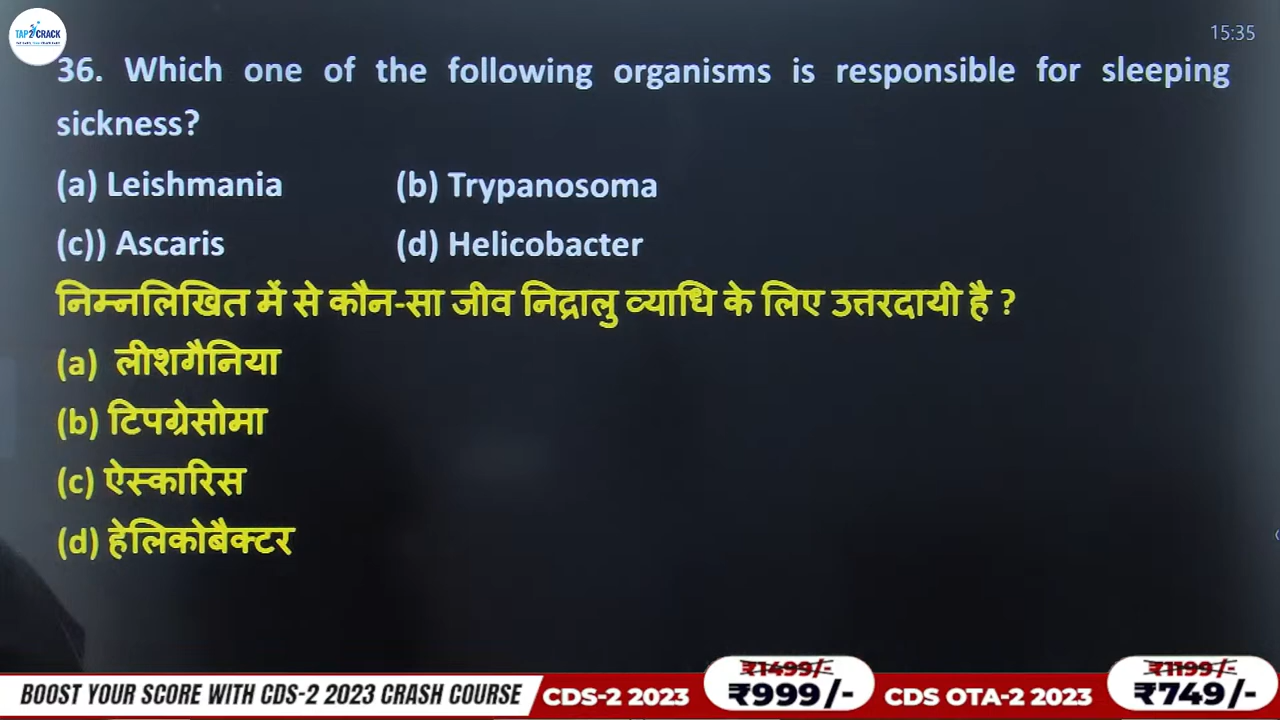 TAP2CRACK
15:35
36. Which one of the following organisms is responsible for sleeping
sickness?
(a) Leishmania (b) Trypanosoma
(c)) Ascaris (d) Helicobacter
निम्नलिखित में से कौन-सा जीव निद्रालु व्याधि के लिए उत्तरदायी है ?
(a) लीशगैनिया
(b) टिपग्रेसोमा
(c) ऐस्कारिस
(d) हेलिकोबैक्टर
BOOST YOUR SCORE WITH CDS-2 2023 CRASH COURSE CDS-2 2023 ₹1499/- ₹999/- CDS OTA-2 2023 ₹1199/- ₹749/-